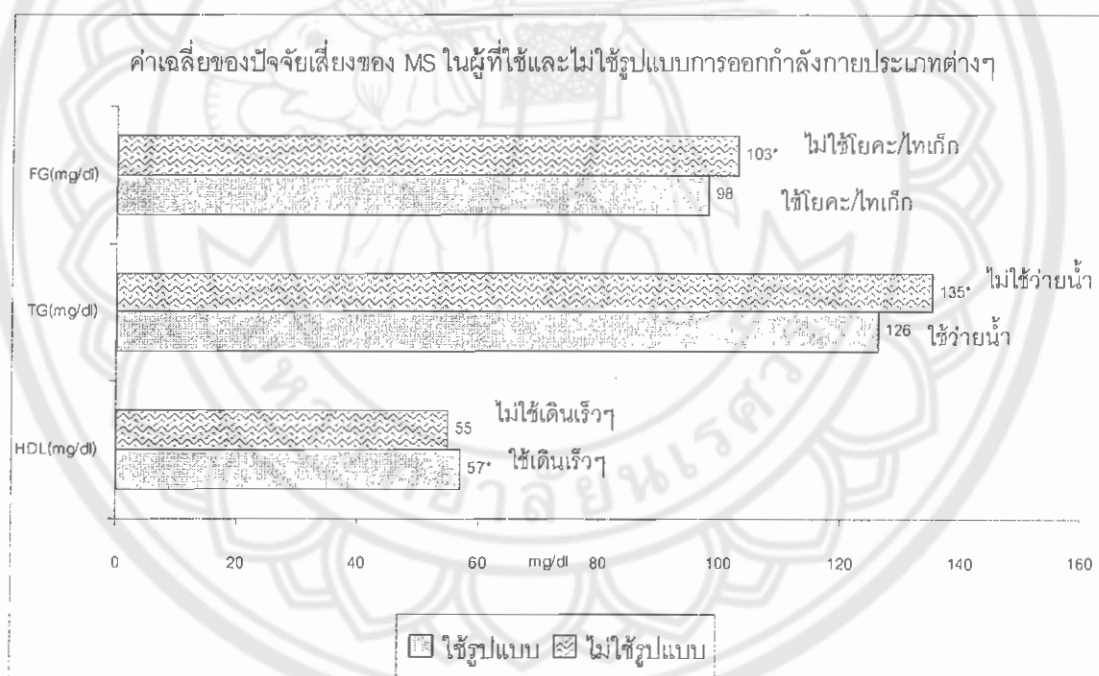 ค่าเฉลี่ยของปัจจัยเสี่ยงของ MS ในผู้ที่ใช้และไม่ใช้รูปแบบการออกกำลังกายประเภทต่างๆ
FG(mg/dl)
103* ไม่ใช้โยคะ/ไทเก็ก
98 ใช้โยคะ/ไทเก็ก
TG(mg/dl)
135* ไม่ใช้ว่ายน้ำ
126 ใช้ว่ายน้ำ
HDL(mg/dl)
55 ไม่ใช้เดินเร็วๆ
57* ใช้เดินเร็วๆ
0 20 40 60 mg/dl 80 100 120 140 160
ใช้รูปแบบ ไม่ใช้รูปแบบ